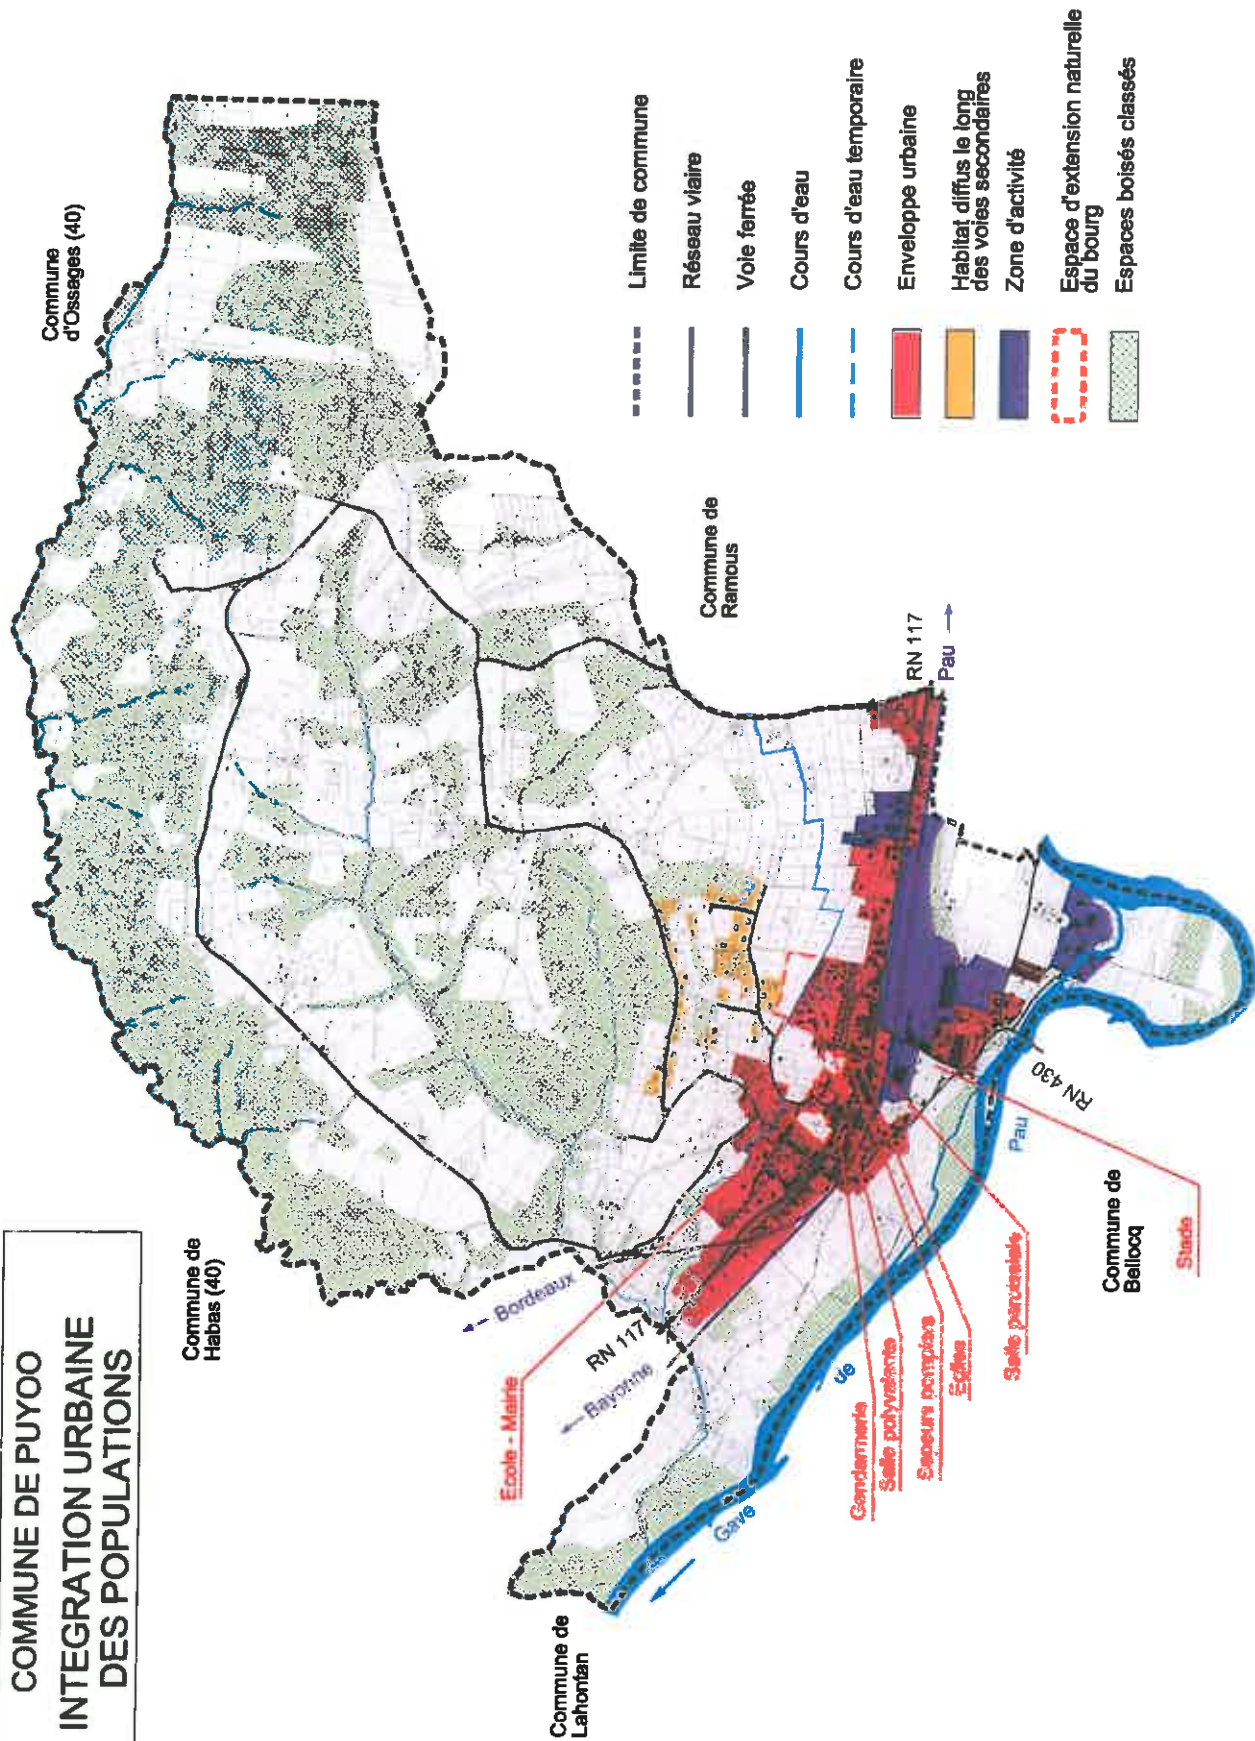 COMMUNE DE PUYOO
INTEGRATION URBAINE
DES POPULATIONS
Commune
d'Ossages (40)
Commune de
Habas (40)
Commune de
Ramous
Commune de
Lahontan
Commune de
Bellocq
Bordeaux
RN 117
Bayonne
RN 117
Pau
RN 430
Gave
de
Pau
Ecole - Mairie
Gendarmerie
Salle polyvalente
Sapeurs pompiers
Eglise
Salle paroissiale
Stade
Limite de commune
Réseau viaire
Voie ferrée
Cours d'eau
Cours d'eau temporaire
Enveloppe urbaine
Habitat diffus le long
des voies secondaires
Zone d'activité
Espace d'extension naturelle
du bourg
Espaces boisés classés